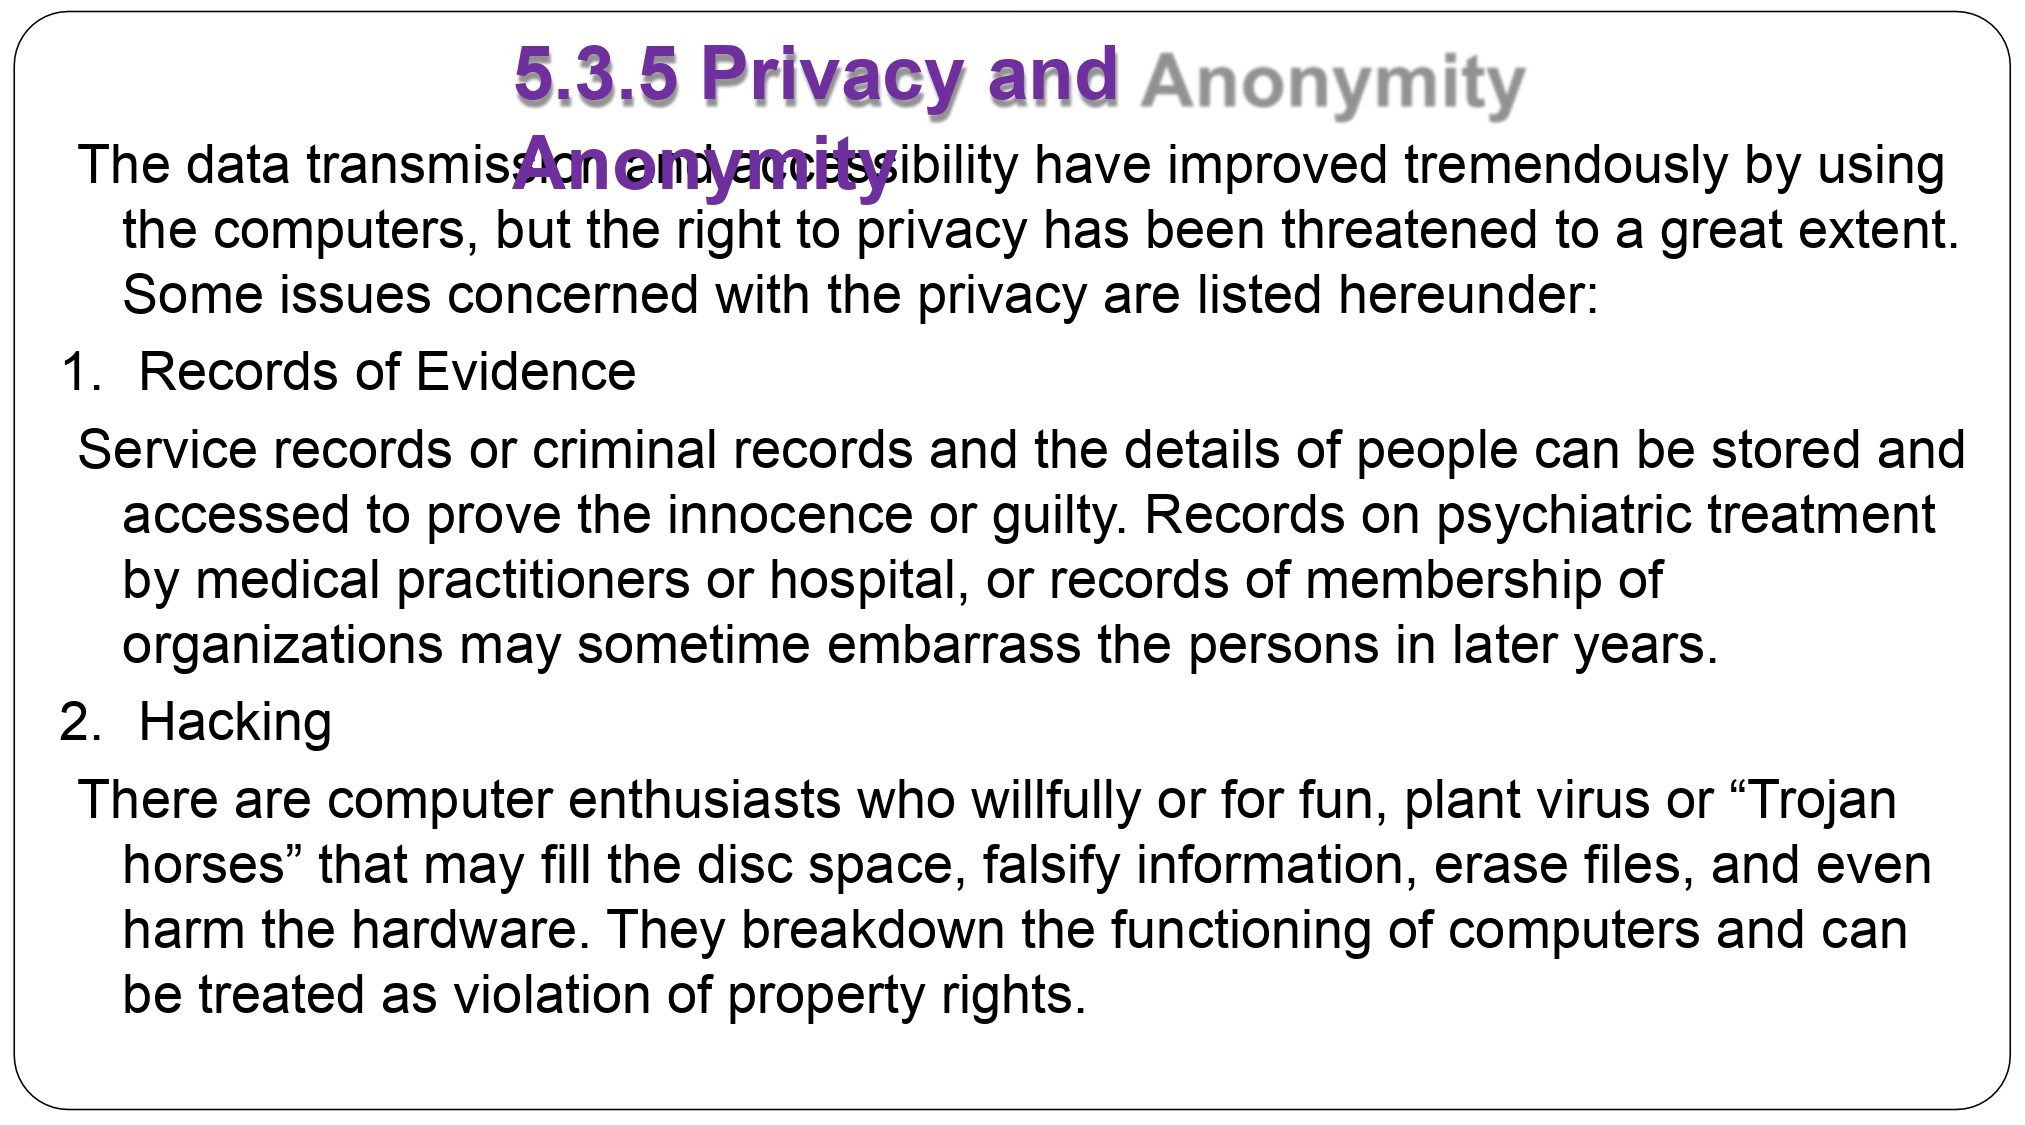 5.3.5 Privacy and Anonymity
Anonymity
The data transmission and accessibility have improved tremendously by using
the computers, but the right to privacy has been threatened to a great extent.
Some issues concerned with the privacy are listed hereunder:
1. Records of Evidence
Service records or criminal records and the details of people can be stored and
accessed to prove the innocence or guilty. Records on psychiatric treatment
by medical practitioners or hospital, or records of membership of
organizations may sometime embarrass the persons in later years.
2. Hacking
There are computer enthusiasts who willfully or for fun, plant virus or “Trojan
horses” that may fill the disc space, falsify information, erase files, and even
harm the hardware. They breakdown the functioning of computers and can
be treated as violation of property rights.